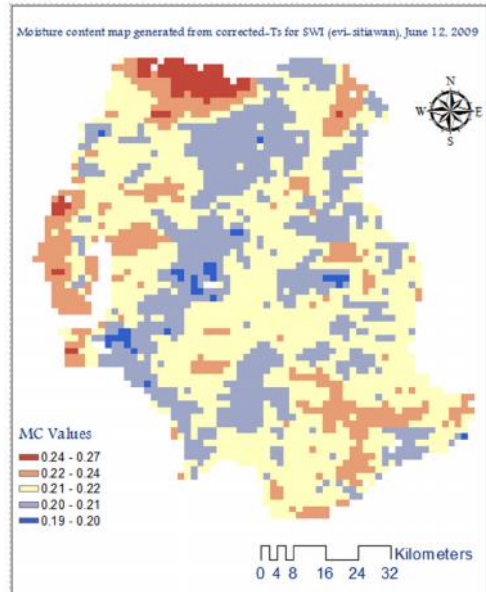 Moisture content map generated from corrected-Ts for SWI (evi-sitiawan), June 12, 2009
N
W E
S
MC Values
0.24 - 0.27
0.22 - 0.24
0.21 - 0.22
0.20 - 0.21
0.19 - 0.20
Kilometers
0 4 8 16 24 32